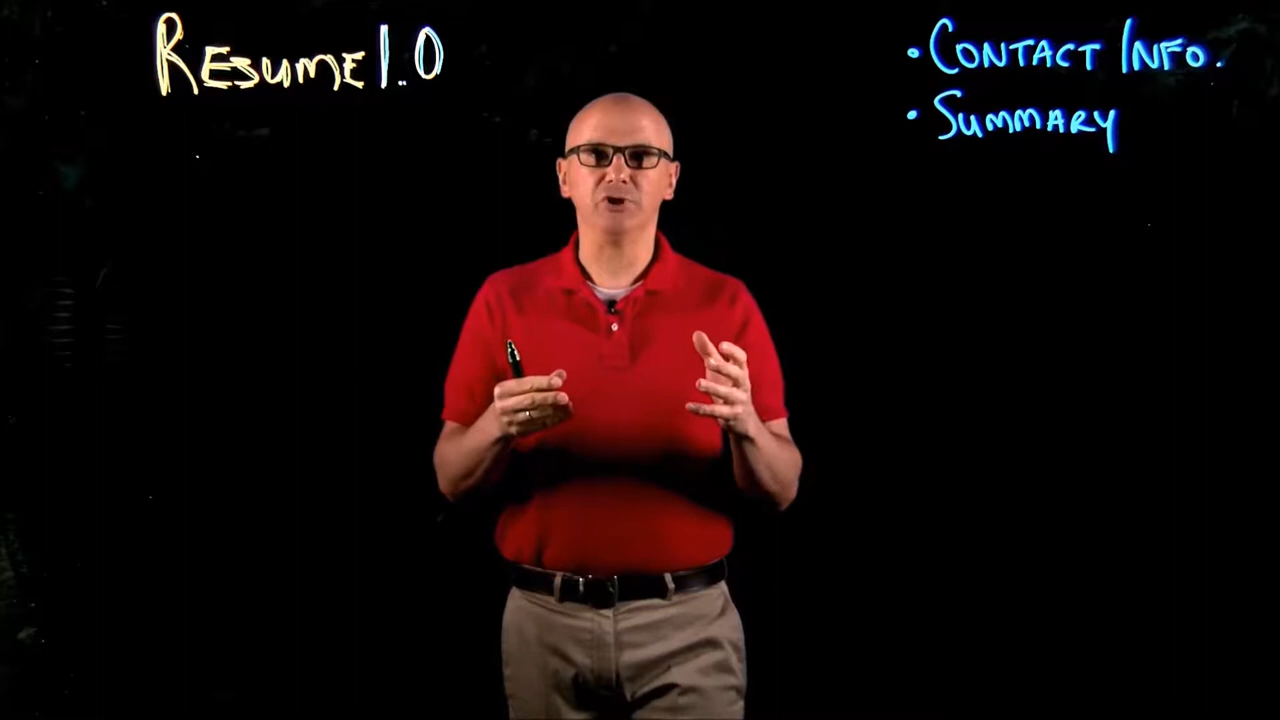 RESUME 1.0
• CONTACT INFO.
• SUMMARY